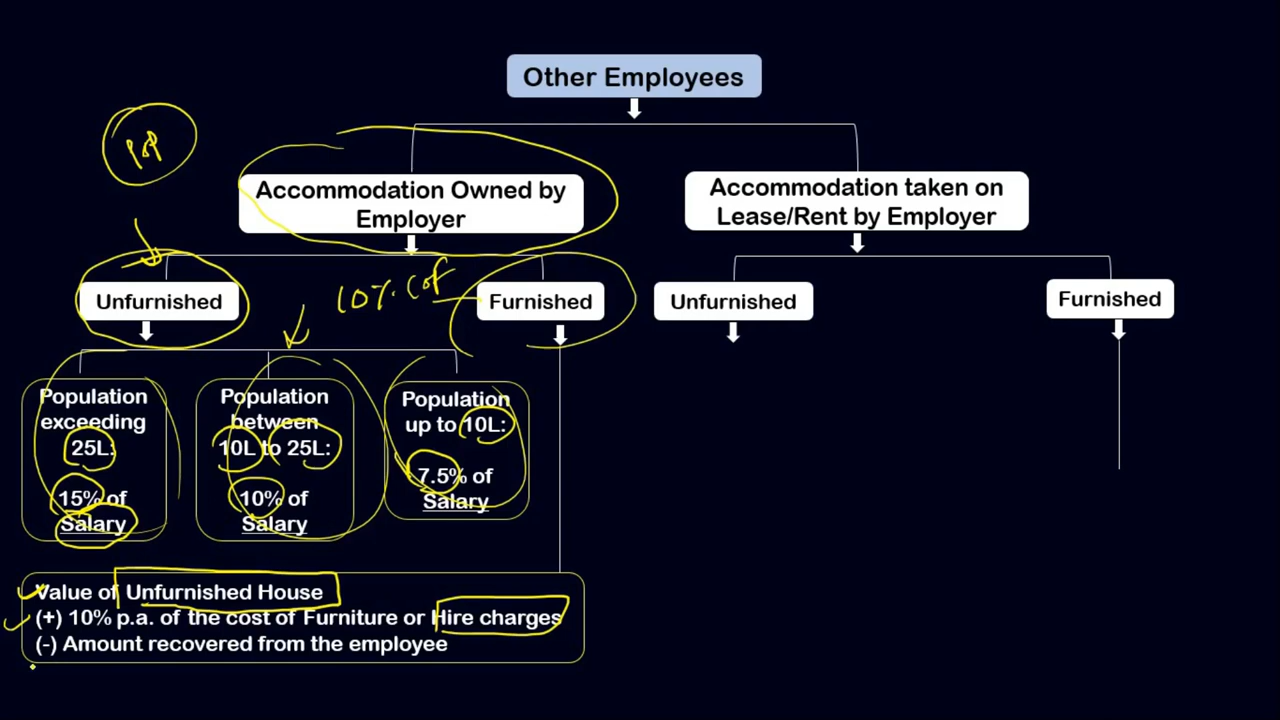 Other Employees
POP
Accommodation Owned by
Employer
Accommodation taken on
Lease/Rent by Employer
Unfurnished
10% Cof
Furnished
Unfurnished
Furnished
Population
exceeding
25L:
15% of
Salary
Population
between
10L to 25L:
10% of
Salary
Population
up to 10L:
7.5% of
Salary
Value of Unfurnished House
(+) 10% p.a. of the cost of Furniture or Hire charges
(-) Amount recovered from the employee